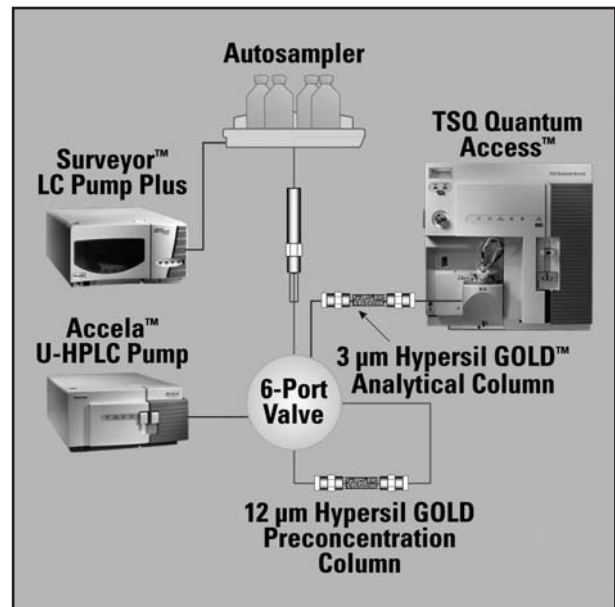 Autosampler
Surveyor™
LC Pump Plus
TSQ Quantum
Access™
Accela™
U-HPLC Pump
6-Port
Valve
3 µm Hypersil GOLD™
Analytical Column
12 µm Hypersil GOLD
Preconcentration
Column